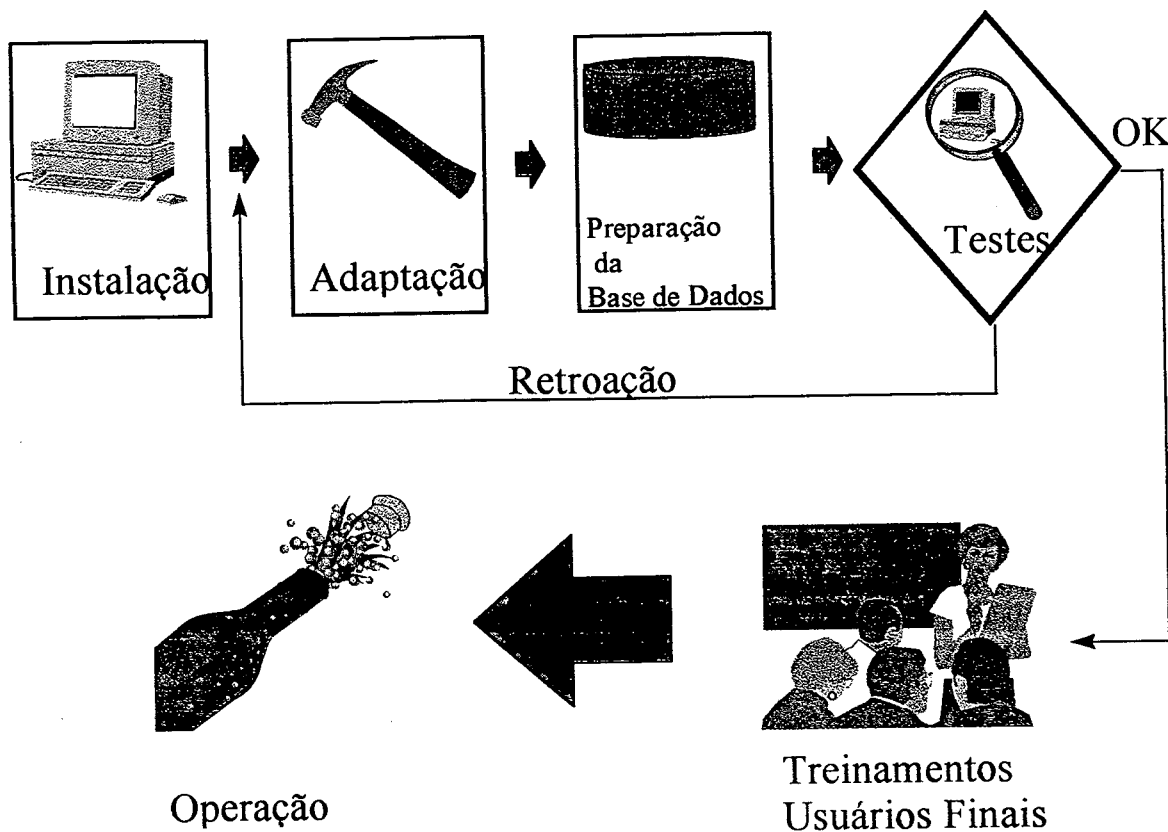 Instalação
Adaptação
Preparação
da
Base de Dados
Testes
OK
Retroação
Operação
Treinamentos
Usuários Finais